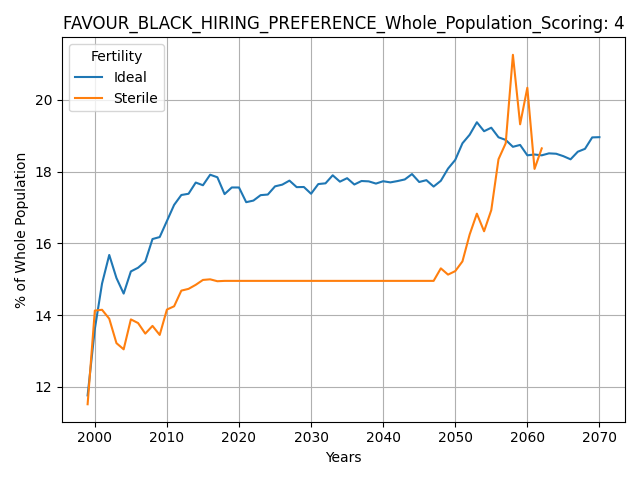 FAVOUR_BLACK_HIRING_PREFERENCE_Whole_Population_Scoring: 4
Fertility
Ideal
Sterile
% of Whole Population
20
18
16
14
12
2000 2010 2020 2030 2040 2050 2060 2070
Years